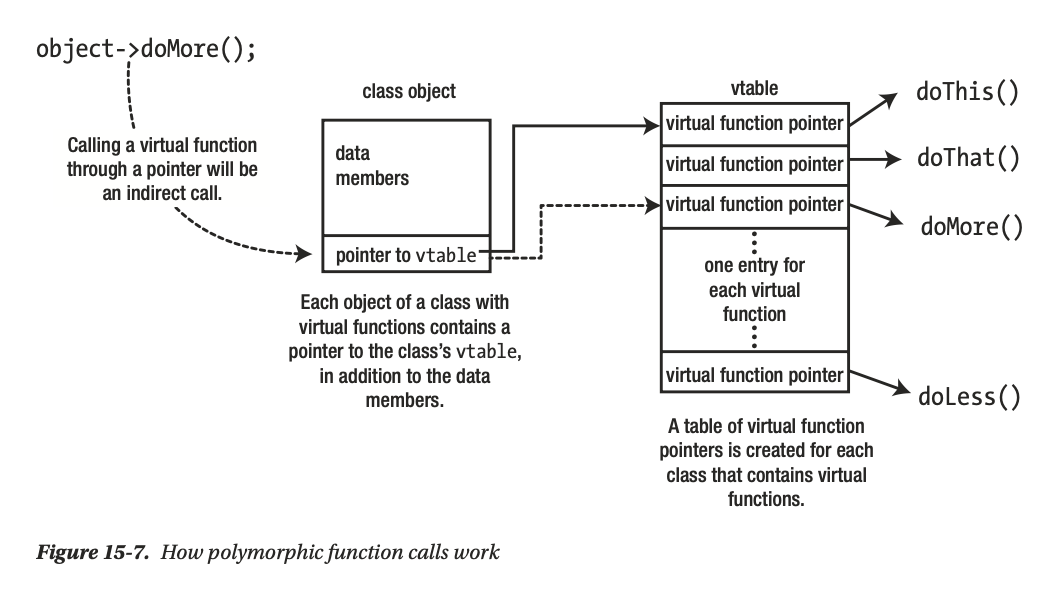 object->doMore();
Calling a virtual function
through a pointer will be
an indirect call.
class object
data
members
pointer to vtable
Each object of a class with
virtual functions contains a
pointer to the class’s vtable,
in addition to the data
members.
vtable
virtual function pointer
virtual function pointer
virtual function pointer
one entry for
each virtual
function
virtual function pointer
A table of virtual function
pointers is created for each
class that contains virtual
functions.
doThis()
doThat()
doMore()
doLess()
Figure 15-7. How polymorphic function calls work